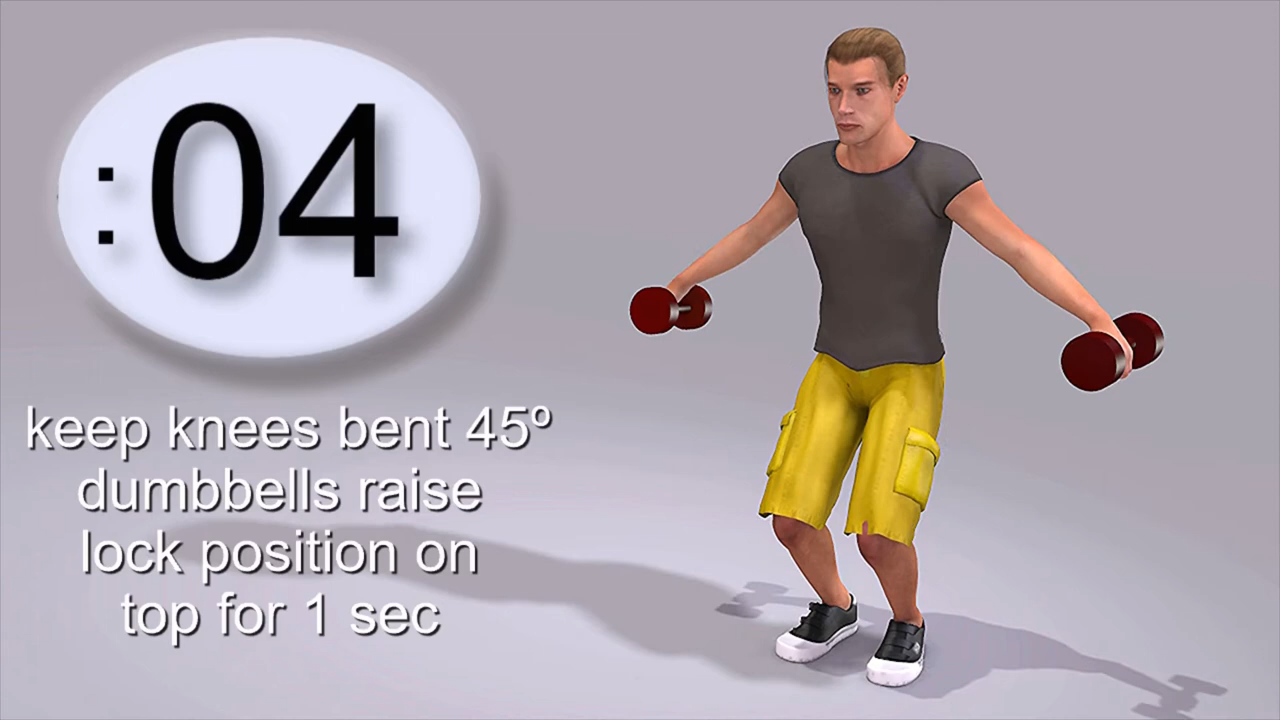 :04
keep knees bent 45º
dumbbells raise
lock position on
top for 1 sec